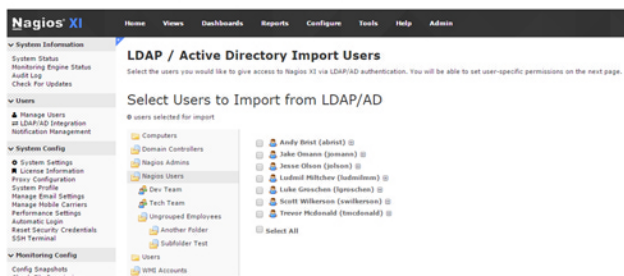 Nagios XI
Home Views Dashboards Reports Configure Tools Help Admin
System Information
System Status
Monitoring Engine Status
Audit Log
Check For Updates
Users
Manage Users
LDAP/AD Integration
Notification Management
System Config
System Settings
License Information
Proxy Configuration
System Profile
Manage Email Settings
Manage Mobile Carriers
Performance Settings
Automatic Login
Reset Security Credentials
SSH Terminal
Monitoring Config
Config Snapshots
LDAP / Active Directory Import Users
Select the users you would like to give access to Nagios XI via LDAP/AD authentication. You will be able to set user-specific permissions on the next page.
Select Users to Import from LDAP/AD
0 users selected for import
Computers
Domain Controllers
Nagios Admins
Nagios Users
Dev Team
Tech Team
Ungrouped Employees
Another Folder
Subfolder Test
Users
WMI Accounts
Andy Brist (abrist)
Jake Omann (jomann)
Jesse Olson (jolson)
Ludmil Miltchev (ludmilmm)
Luke Groschen (lgroschen)
Scott Wilkerson (swilkerson)
Trevor Mcdonald (tmcdonald)
Select All